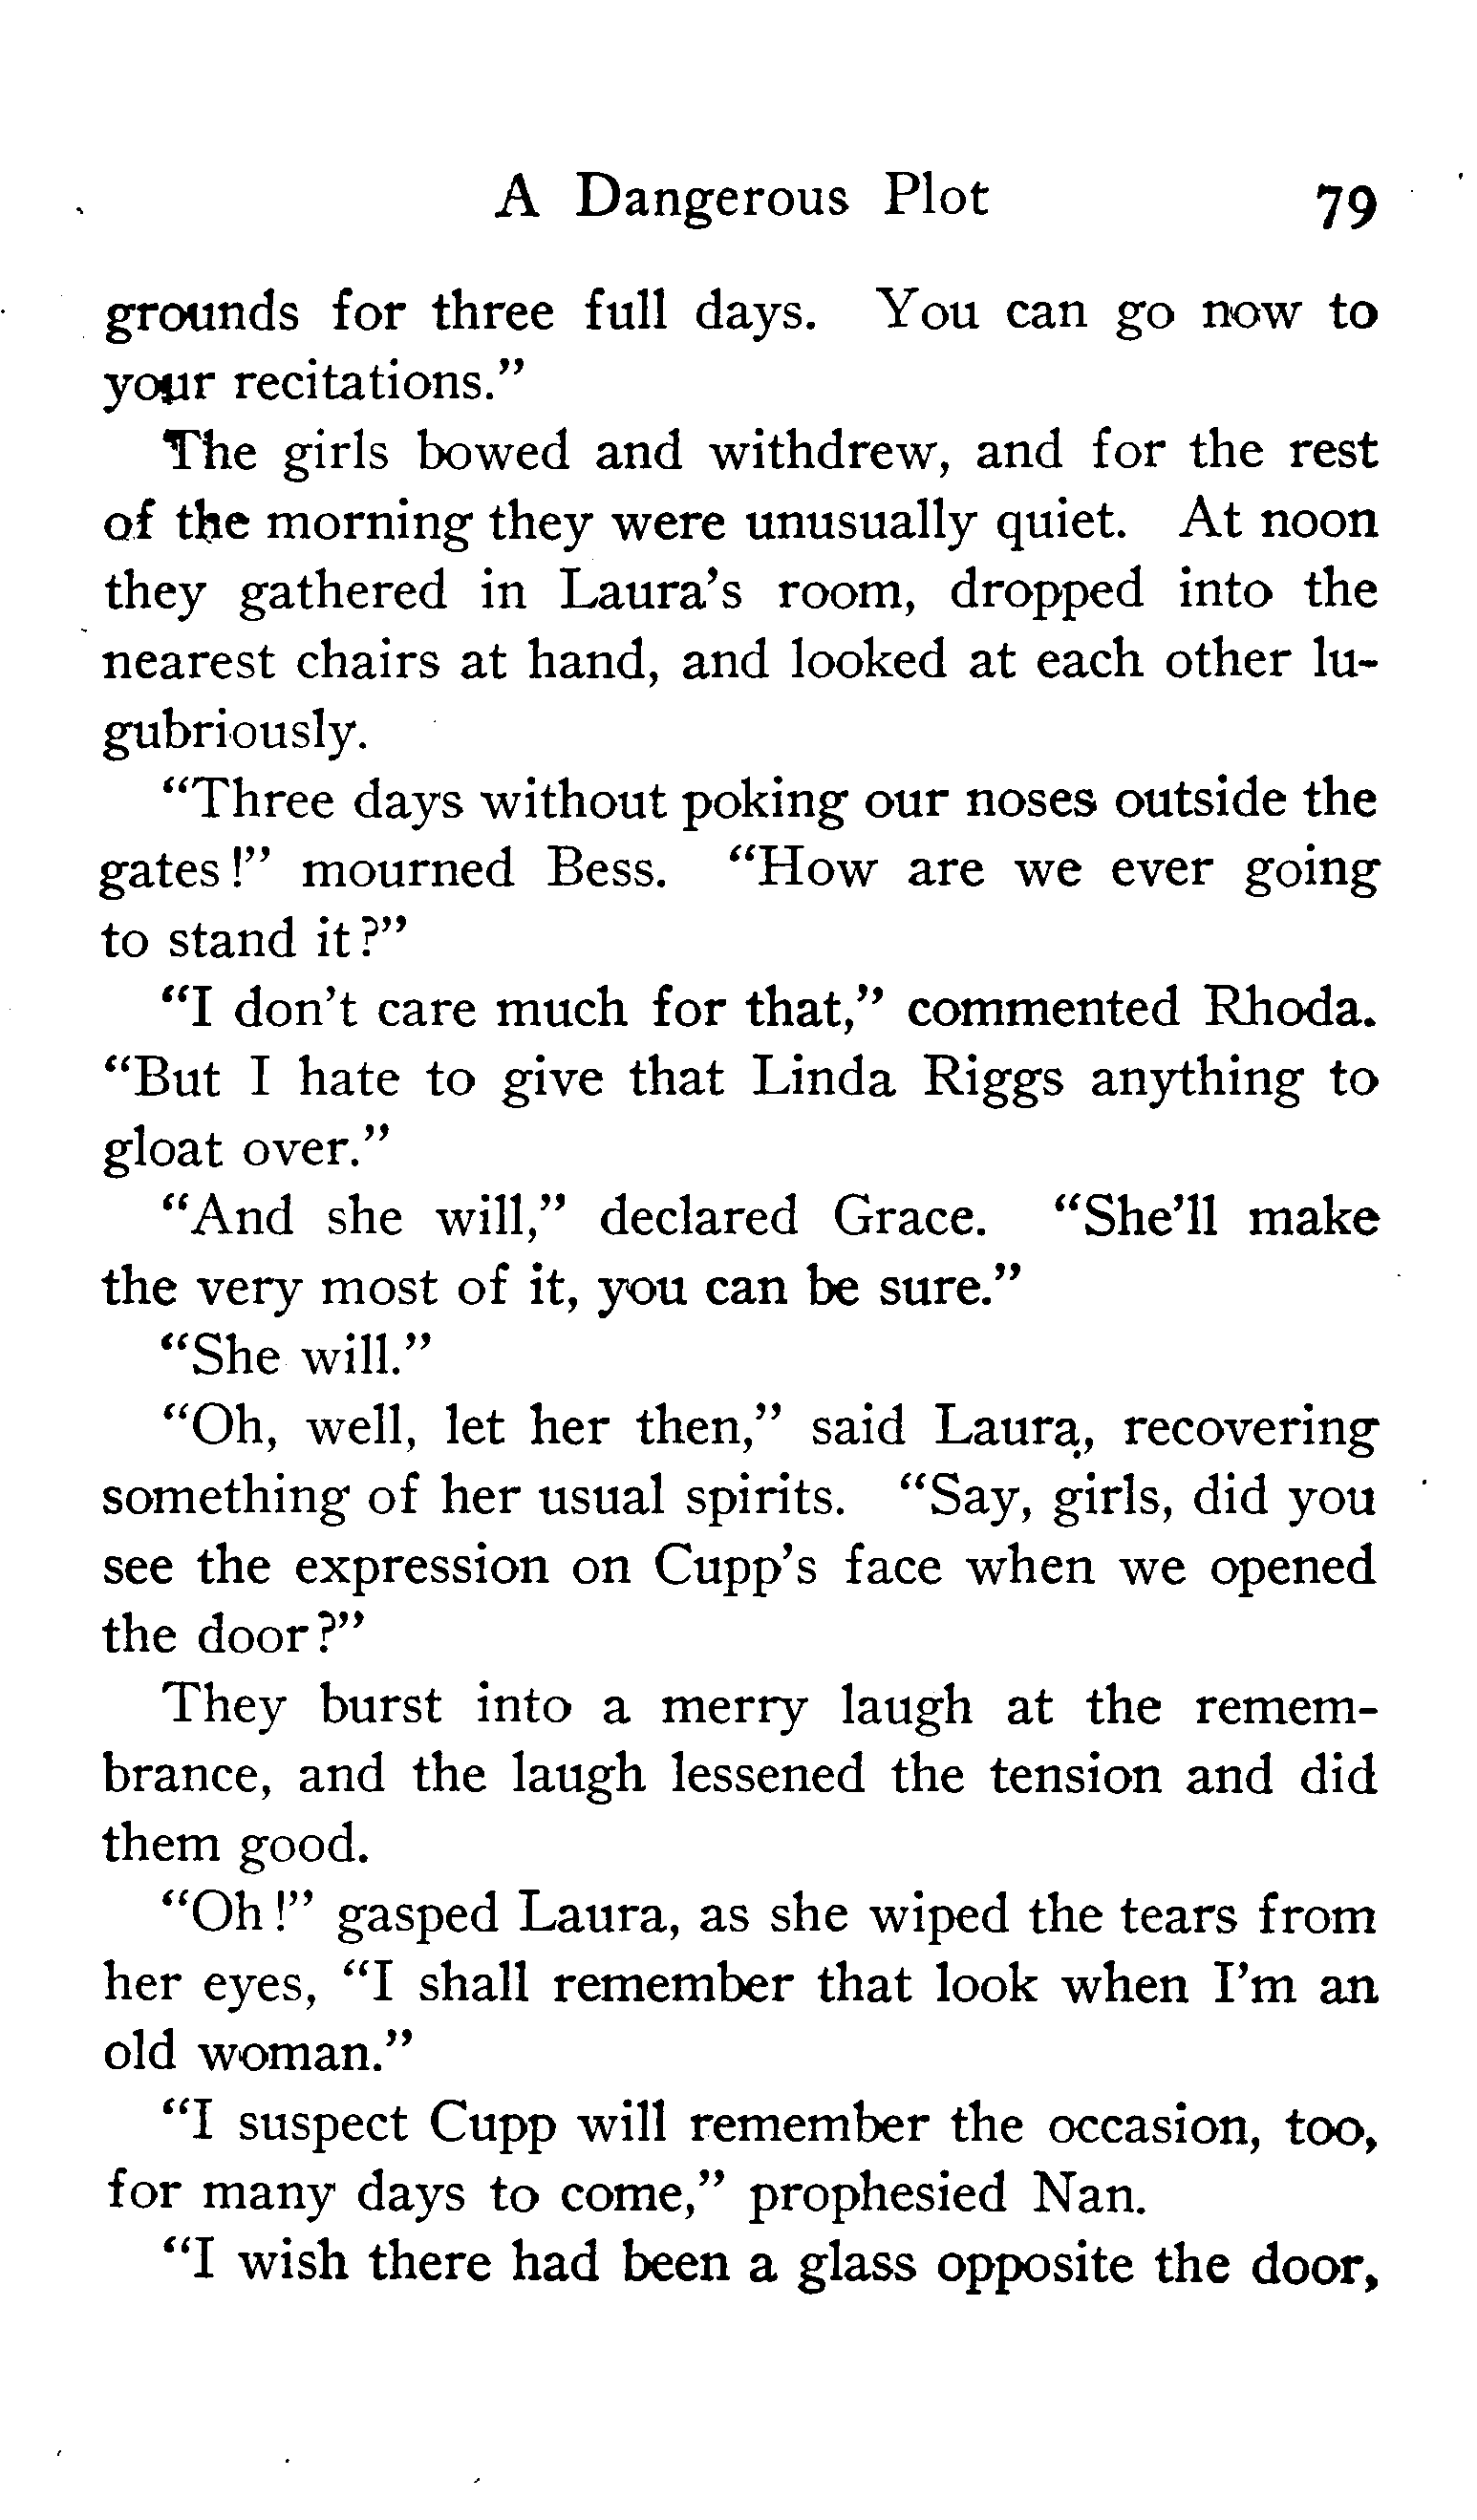 A Dangerous Plot 79
grounds for three full days. You can go now to
your recitations."
The girls bowed and withdrew, and for the rest
of the morning they were unusually quiet. At noon
they gathered in Laura's room, dropped into the
nearest chairs at hand, and looked at each other lu-
gubriously.
"Three days without poking our noses outside the
gates!" mourned Bess. "How are we ever going
to stand it?"
"I don't care much for that," commented Rhoda.
"But I hate to give that Linda Riggs anything to
gloat over."
"And she will," declared Grace. "She'll make
the very most of it, you can be sure."
"She will."
"Oh, well, let her then," said Laura, recovering
something of her usual spirits. "Say, girls, did you
see the expression on Cupp's face when we opened
the door?"
They burst into a merry laugh at the remem-
brance, and the laugh lessened the tension and did
them good.
"Oh!" gasped Laura, as she wiped the tears from
her eyes, "I shall remember that look when I'm an
old woman."
"I suspect Cupp will remember the occasion, too,
for many days to come," prophesied Nan.
"I wish there had been a glass opposite the door,